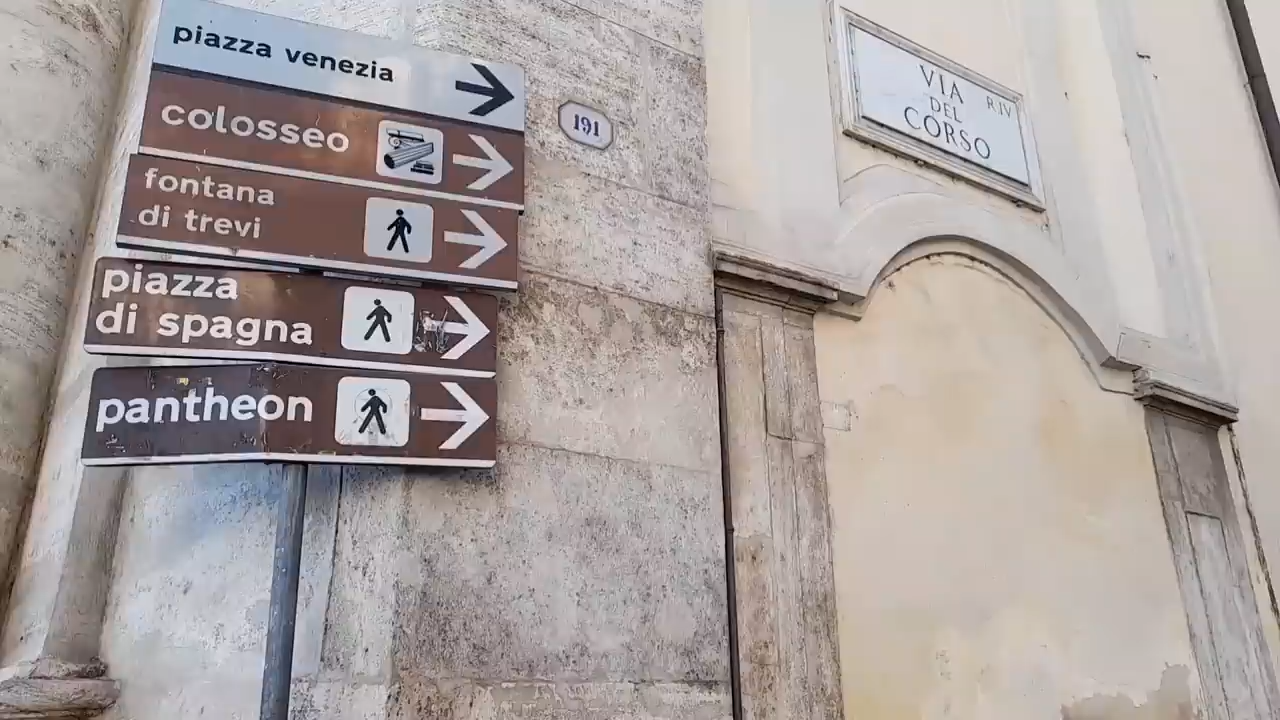 piazza venezia
colosseo
fontana
di trevi
piazza
di spagna
pantheon
191
VIA
R IV
DEL
CORSO